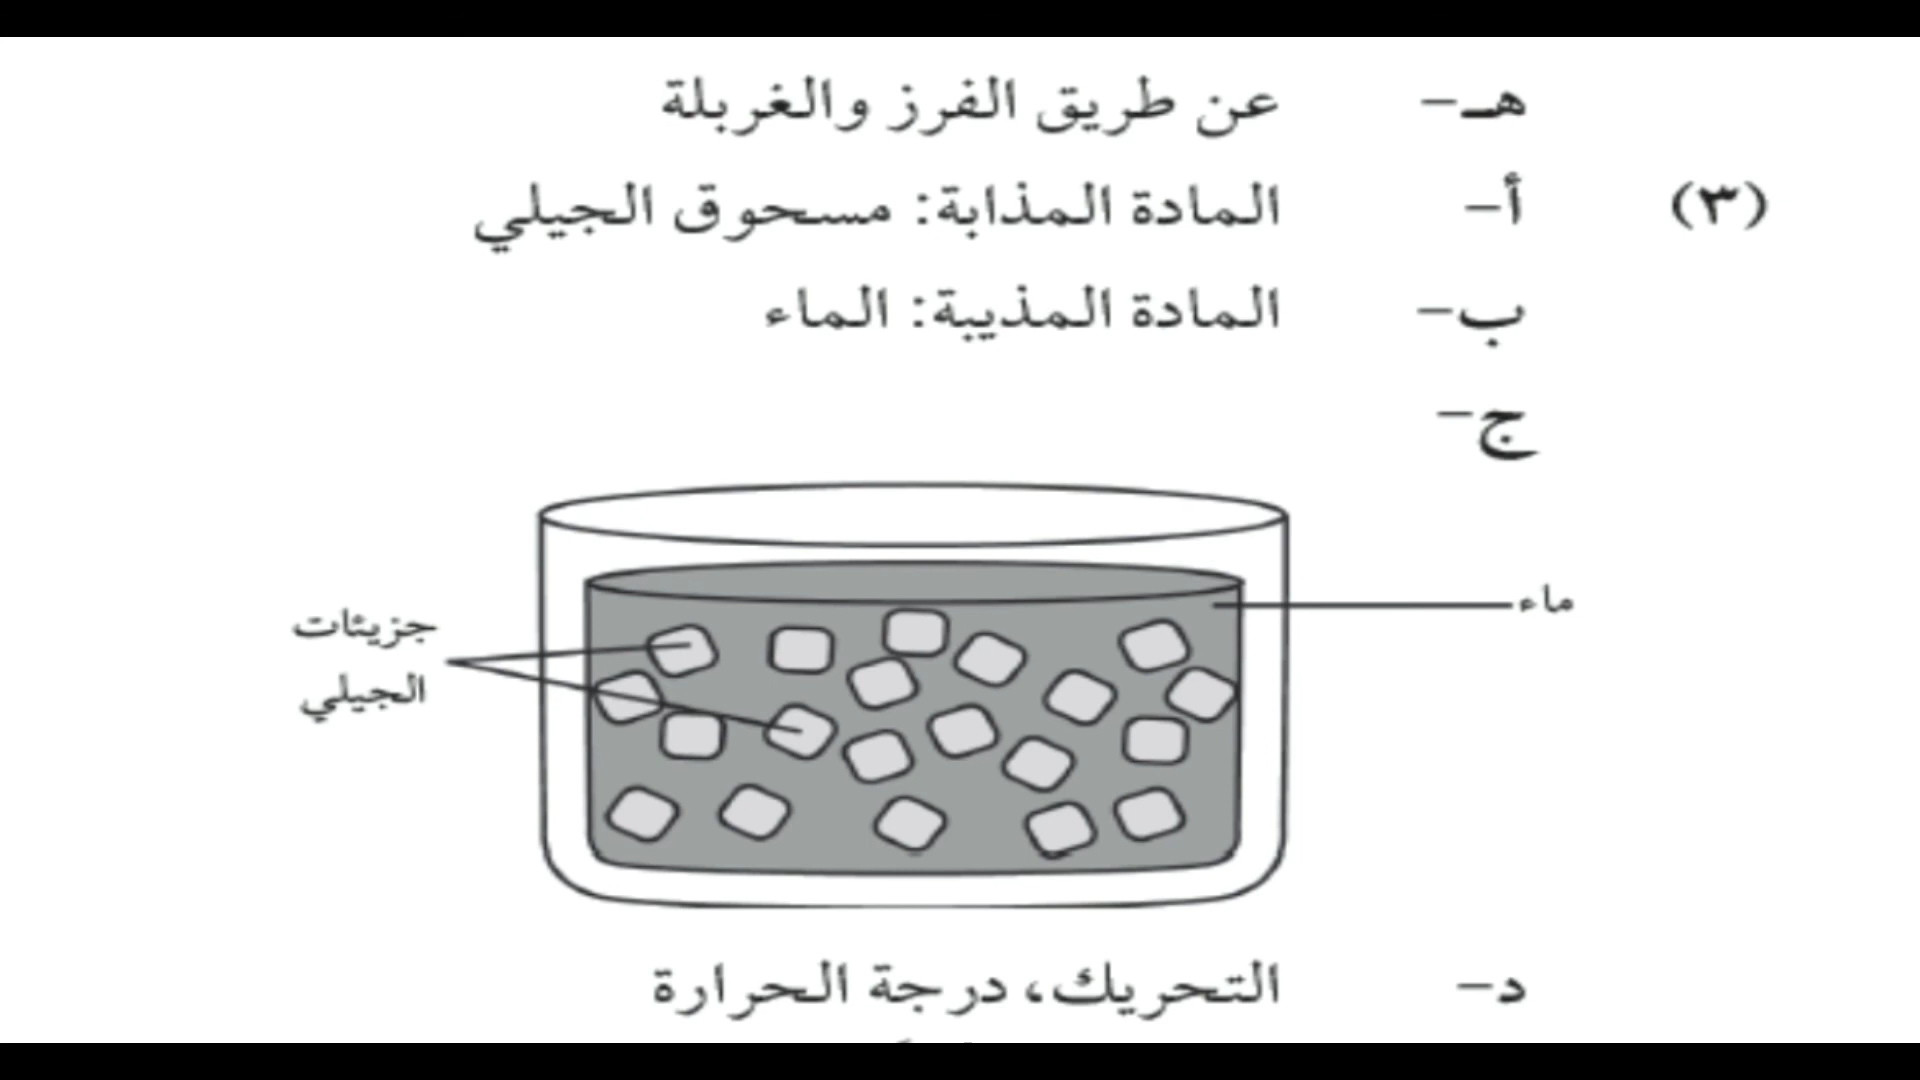 هـ- عن طريق الفرز والغربلة
(٣) أ- المادة المذابة: مسحوق الجيلي
ب- المادة المذيبة: الماء
ج-
ماء
جزيئات
الجيلي
د- التحريك، درجة الحرارة